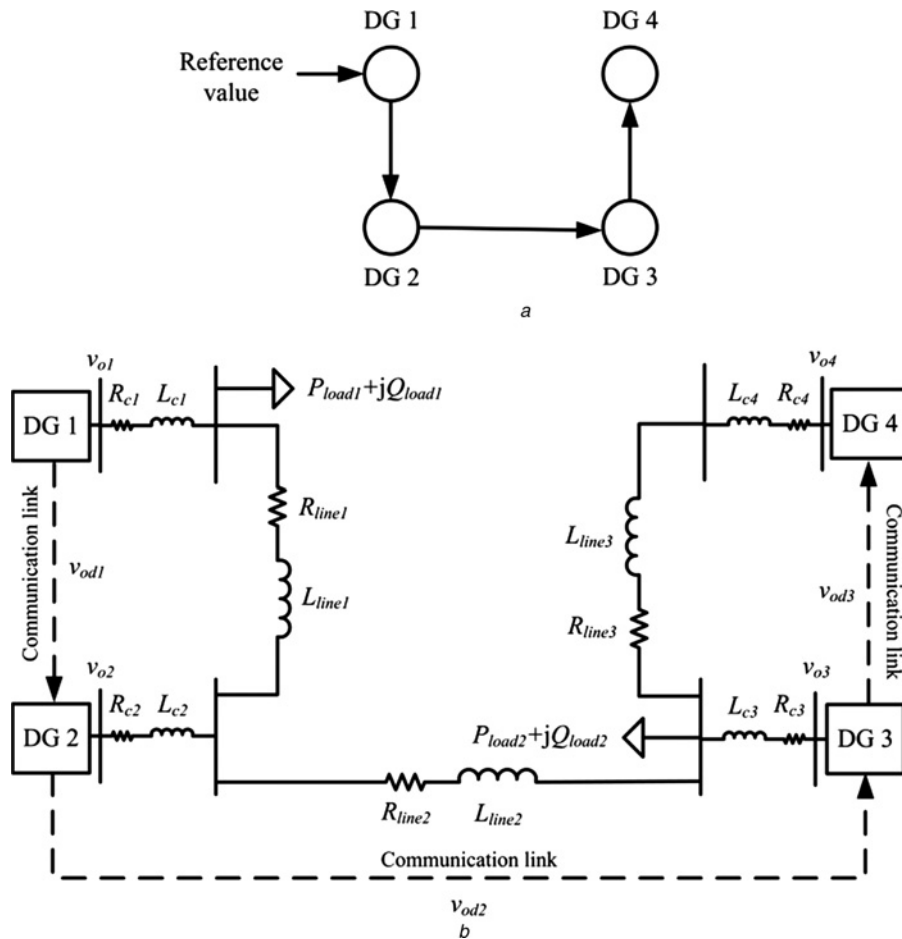 DG 1
DG 4
Reference
value
DG 2
DG 3
a
v_o1
R_c1
L_c1
P_load1+jQ_load1
L_c4
R_c4
v_o4
DG 1
DG 4
Communication link
v_od1
R_line1
L_line1
L_line3
R_line3
v_od3
Communication link
v_o2
R_c2
L_c2
P_load2+jQ_load2
L_c3
R_c3
v_o3
DG 2
DG 3
R_line2
L_line2
Communication link
v_od2
b